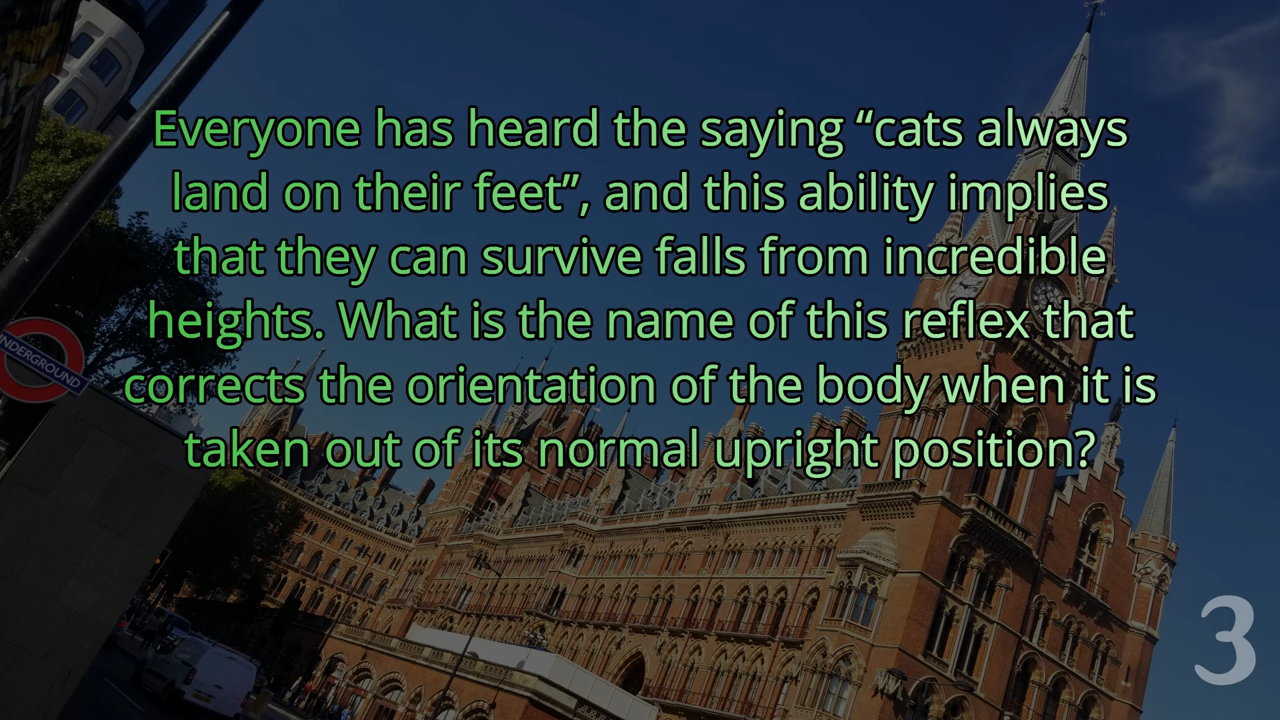 Everyone has heard the saying “cats always
land on their feet”, and this ability implies
that they can survive falls from incredible
heights. What is the name of this reflex that
corrects the orientation of the body when it is
taken out of its normal upright position?
UNDERGROUND
3